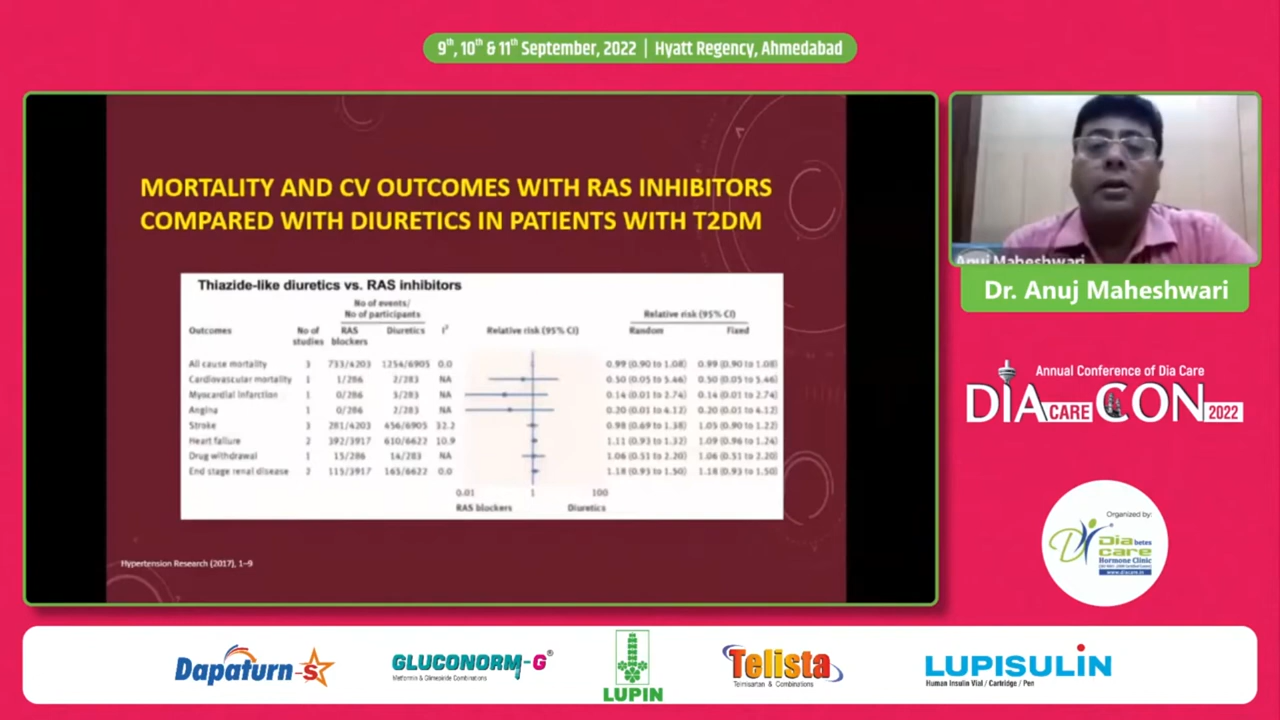 9th, 10th & 11th September, 2022 | Hyatt Regency, Ahmedabad
MORTALITY AND CV OUTCOMES WITH RAS INHIBITORS
COMPARED WITH DIURETICS IN PATIENTS WITH T2DM
Thiazide-like diuretics vs. RAS inhibitors
No of events/
No of participants
Relative risk (95% CI)
Outcomes No of studies RAS blockers Diuretics I² Relative risk (95% CI) Random Fixed
All cause mortality 3 733/4203 1254/6905 0.0 0.99 (0.90 to 1.08) 0.99 (0.90 to 1.08)
Cardiovascular mortality 1 1/286 2/283 NA 0.50 (0.05 to 5.46) 0.50 (0.05 to 5.46)
Myocardial infarction 1 0/286 3/283 NA 0.14 (0.01 to 2.74) 0.14 (0.01 to 2.74)
Angina 1 0/286 2/283 NA 0.20 (0.01 to 4.12) 0.20 (0.01 to 4.12)
Stroke 3 281/4203 456/6905 32.2 0.98 (0.69 to 1.38) 1.05 (0.90 to 1.22)
Heart failure 2 392/3917 610/6622 10.9 1.11 (0.93 to 1.32) 1.09 (0.96 to 1.24)
Drug withdrawal 1 15/286 14/283 NA 1.06 (0.51 to 2.20) 1.06 (0.51 to 2.20)
End stage renal disease 2 115/3917 165/6622 0.0 1.18 (0.93 to 1.50) 1.18 (0.93 to 1.50)
0.01 1 100
RAS blockers Diuretics
Hypertension Research (2017), 1–9
Anuj Maheshwari
Dr. Anuj Maheshwari
Annual Conference of Dia Care
DIA CARE CON 2022
Organized by:
Diabetes
care
Hormone Clinic
www.diacare.in
Dapaturn-S
GLUCONORM-G®
Metformin & Glimepiride Combinations
LUPIN
Telista
Telmisartan & Combinations
LUPISULIN
Human Insulin Vial / Cartridge / Pen